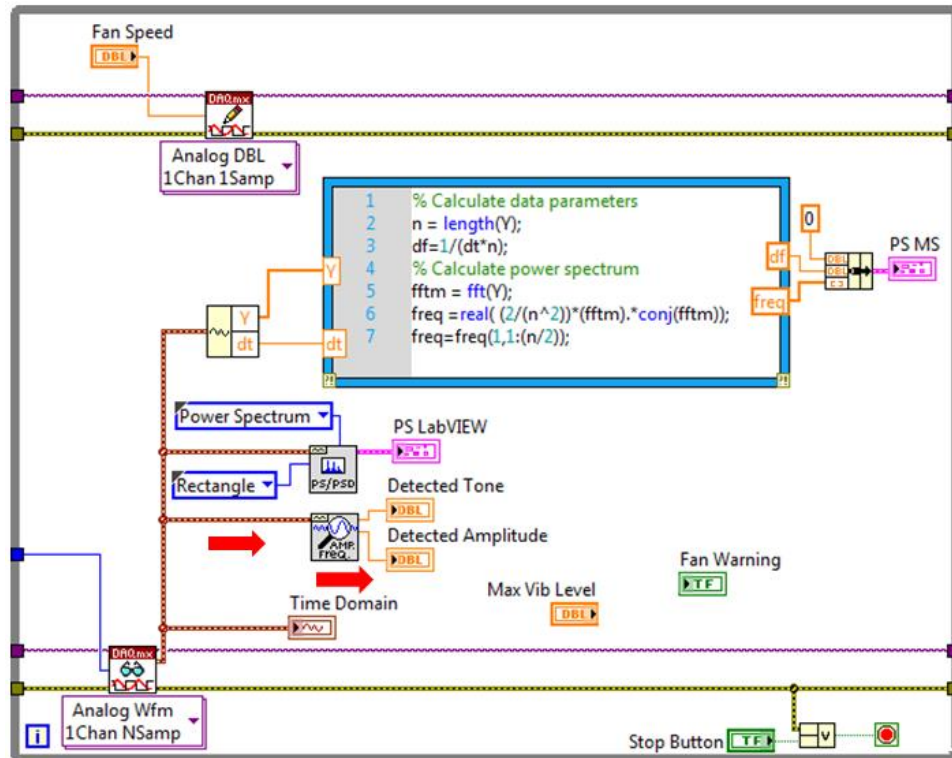 Fan Speed
DBL
DAQmx
Analog DBL
1Chan 1Samp
1 % Calculate data parameters
2 n = length(Y);
3 df=1/(dt*n);
4 % Calculate power spectrum
5 fftm = fft(Y);
6 freq =real( (2/(n^2))*(fftm).*conj(fftm));
7 freq=freq(1,1:(n/2));
Y
dt
Y
dt
df
freq
0
DBL
DBL
PS MS
Power Spectrum
Rectangle
PS/PSD
PS LabVIEW
AMP.
Freq.
Detected Tone
DBL
Detected Amplitude
DBL
Time Domain
Max Vib Level
DBL
Fan Warning
TF
DAQmx
Analog Wfm
1Chan NSamp
i
Stop Button
TF
V